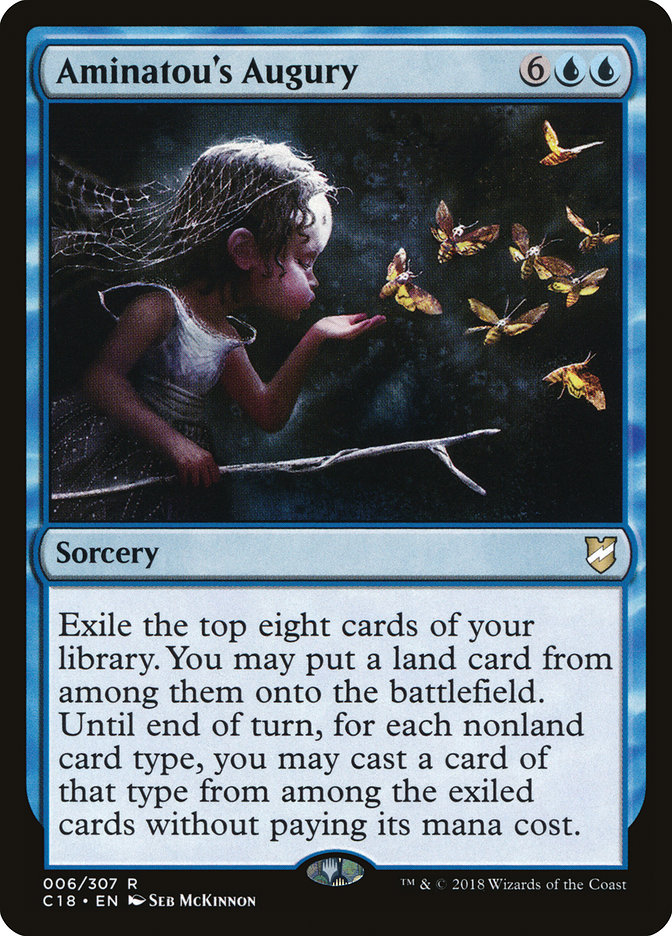 Aminatou's Augury 6
Sorcery
Exile the top eight cards of your
library. You may put a land card from
among them onto the battlefield.
Until end of turn, for each nonland
card type, you may cast a card of
that type from among the exiled
cards without paying its mana cost.
006/307 R
C18 • EN Seb McKinnon
™ & © 2018 Wizards of the Coast